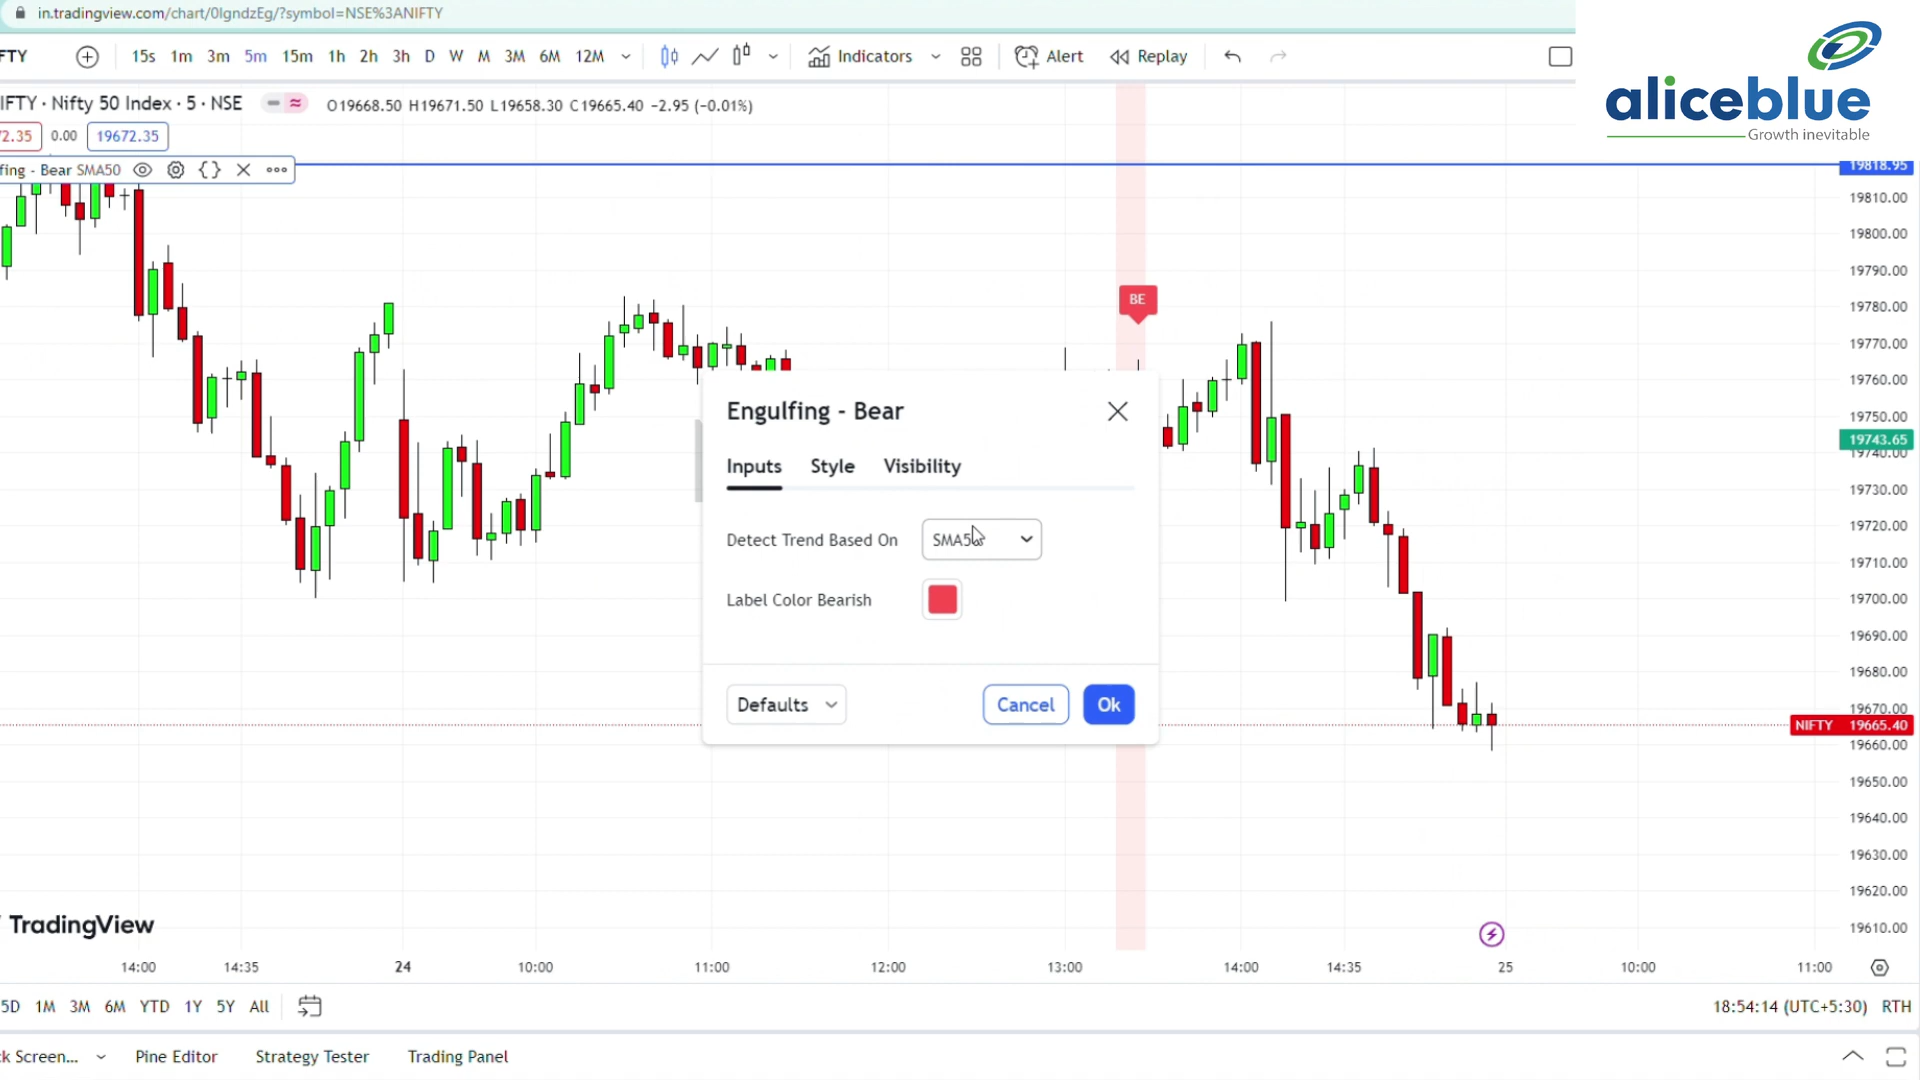 in.tradingview.com/chart/0IgndzEg/?symbol=NSE%3ANIFTY
FTY 15s 1m 3m 5m 15m 1h 2h 3h D W M 3M 6M 12M Indicators Alert Replay
aliceblue
Growth inevitable
IFTY · Nifty 50 Index · 5 · NSE O19668.50 H19671.50 L19658.30 C19665.40 −2.95 (−0.01%)
72.35 0.00 19672.35
fing - Bear SMA50
19818.95
19810.00
19800.00
19790.00
19780.00
19770.00
19760.00
19750.00
19743.65
19740.00
19730.00
19720.00
19710.00
19700.00
19690.00
19680.00
19670.00
NIFTY 19665.40
19660.00
19650.00
19640.00
19630.00
19620.00
19610.00
BE
Engulfing - Bear
Inputs Style Visibility
Detect Trend Based On SMA50
Label Color Bearish
Defaults Cancel Ok
TradingView
14:00 14:35 24 10:00 11:00 12:00 13:00 14:00 14:35 25 10:00 11:00
5D 1M 3M 6M YTD 1Y 5Y All 18:54:14 (UTC+5:30) RTH
k Screen... Pine Editor Strategy Tester Trading Panel